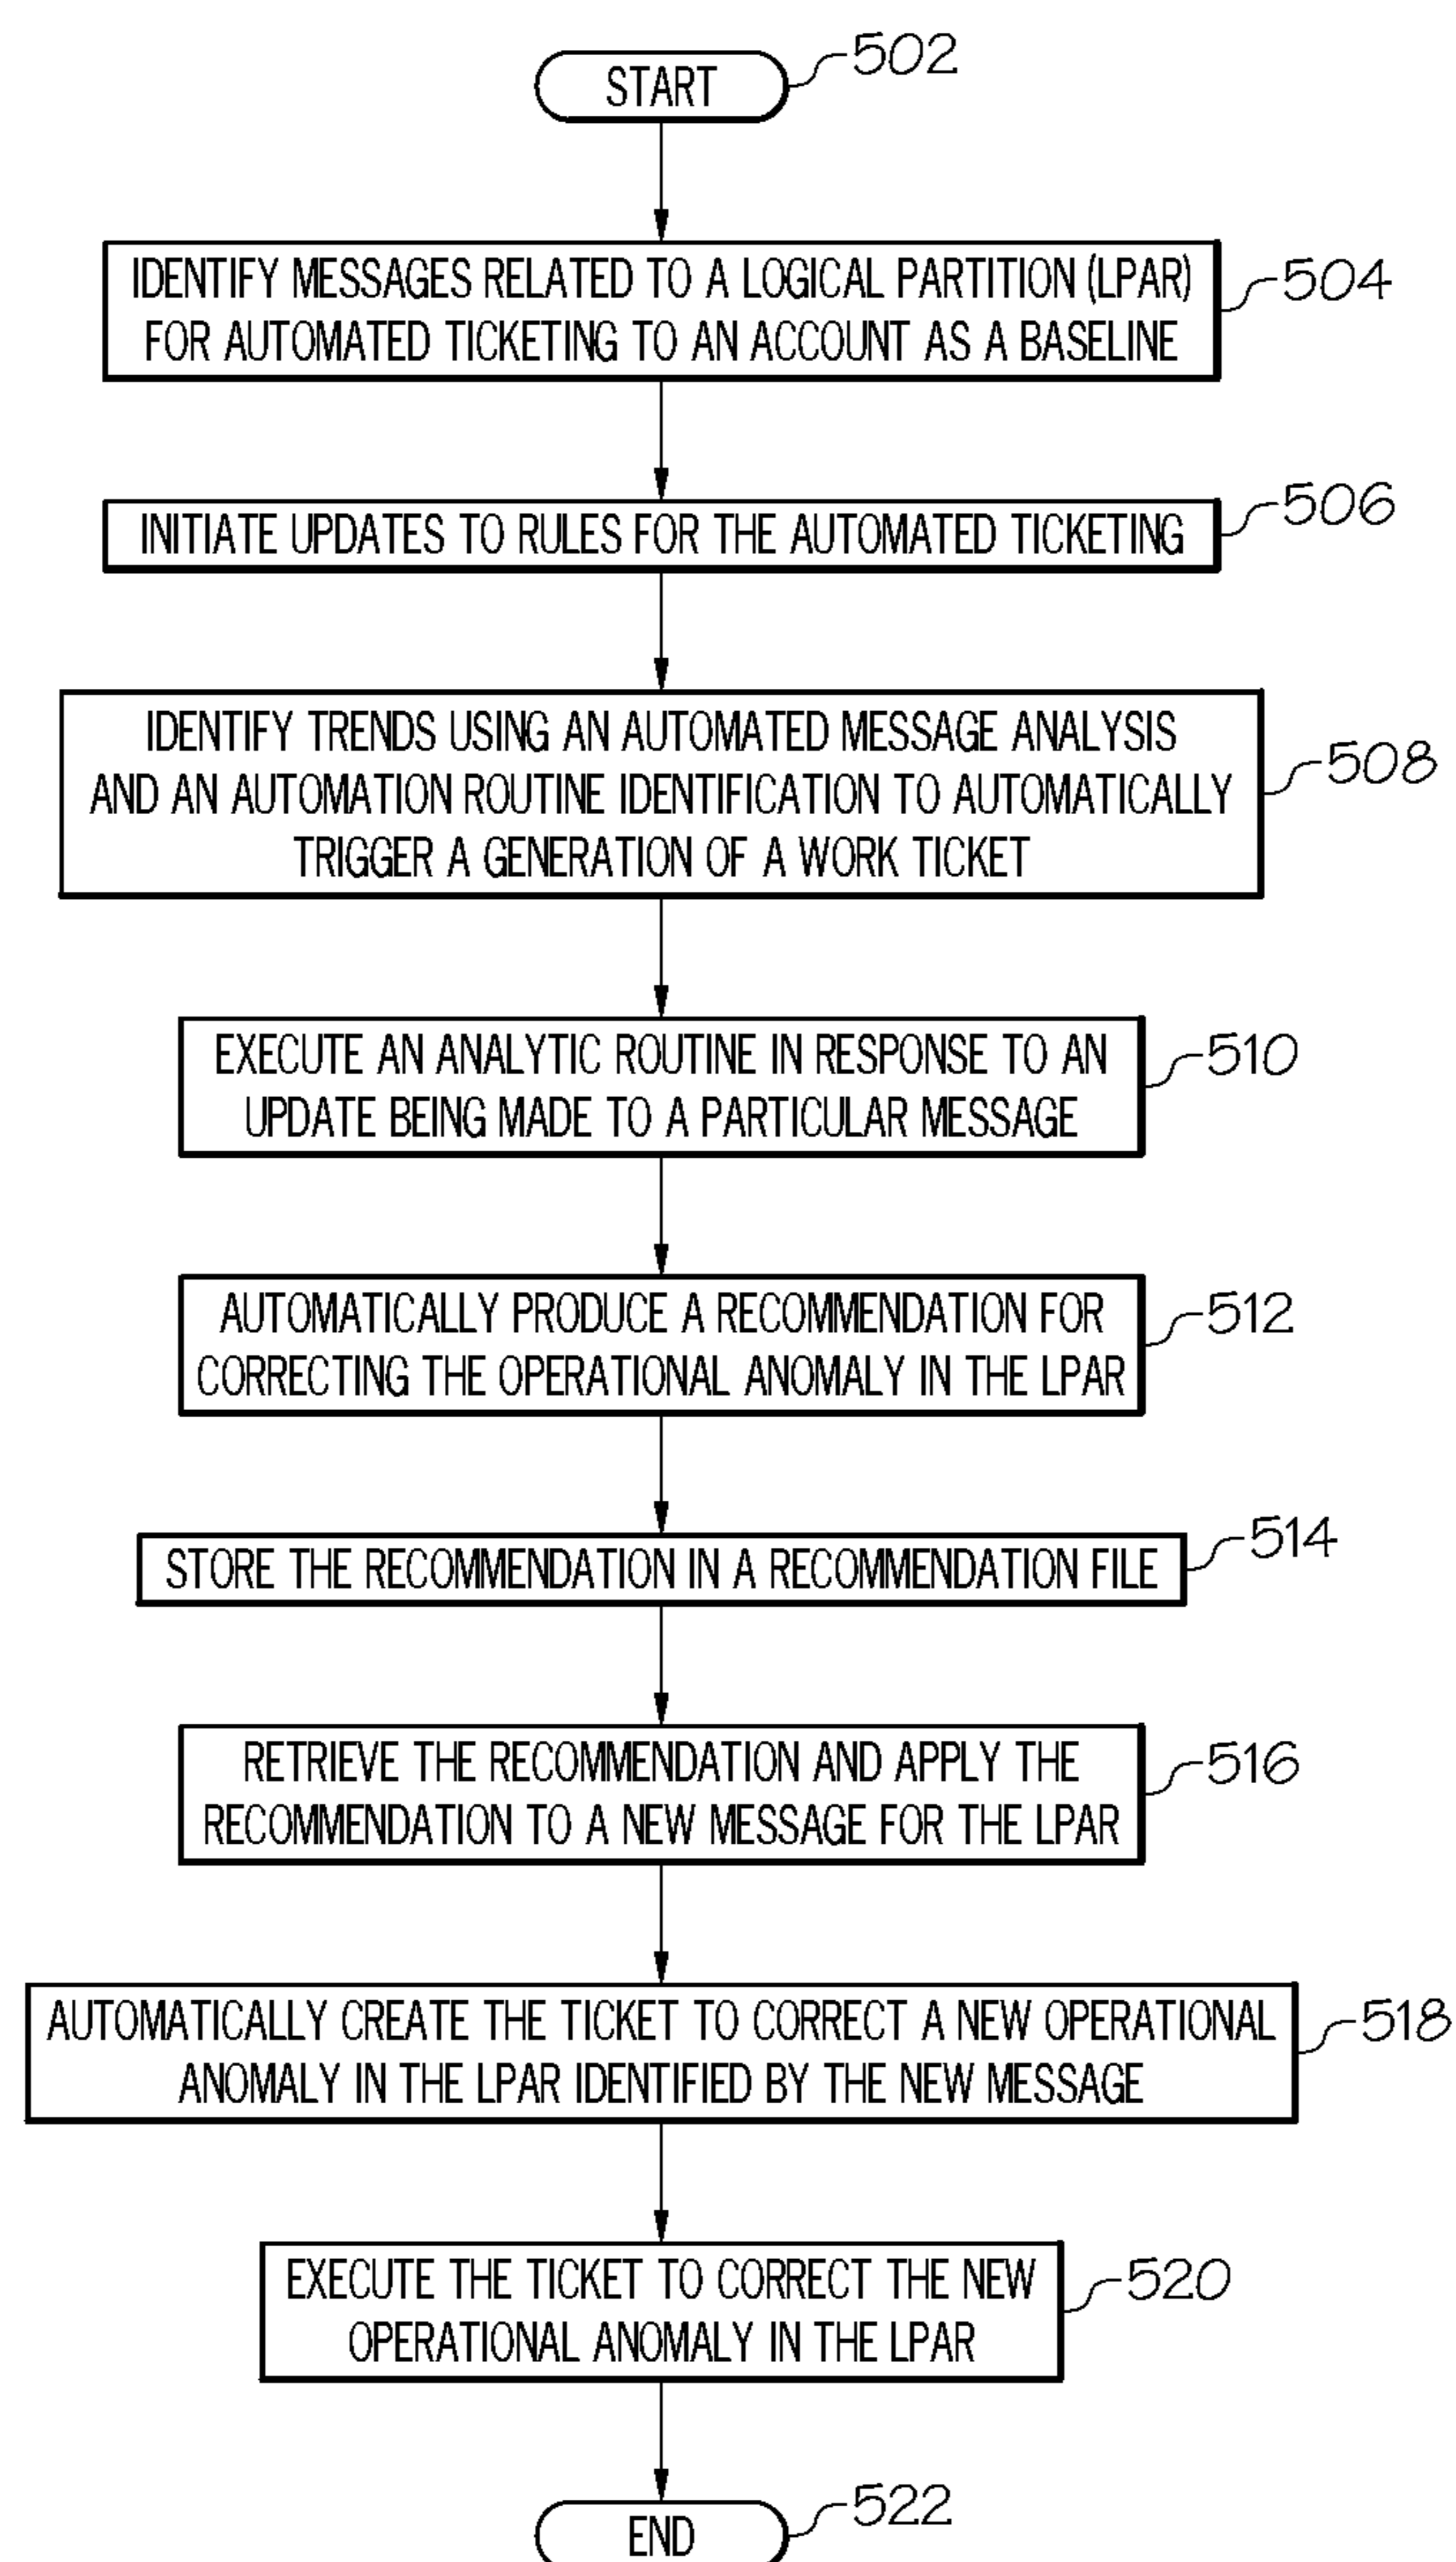 START
502
IDENTIFY MESSAGES RELATED TO A LOGICAL PARTITION (LPAR)
FOR AUTOMATED TICKETING TO AN ACCOUNT AS A BASELINE
504
INITIATE UPDATES TO RULES FOR THE AUTOMATED TICKETING
506
IDENTIFY TRENDS USING AN AUTOMATED MESSAGE ANALYSIS
AND AN AUTOMATION ROUTINE IDENTIFICATION TO AUTOMATICALLY
TRIGGER A GENERATION OF A WORK TICKET
508
EXECUTE AN ANALYTIC ROUTINE IN RESPONSE TO AN
UPDATE BEING MADE TO A PARTICULAR MESSAGE
510
AUTOMATICALLY PRODUCE A RECOMMENDATION FOR
CORRECTING THE OPERATIONAL ANOMALY IN THE LPAR
512
STORE THE RECOMMENDATION IN A RECOMMENDATION FILE
514
RETRIEVE THE RECOMMENDATION AND APPLY THE
RECOMMENDATION TO A NEW MESSAGE FOR THE LPAR
516
AUTOMATICALLY CREATE THE TICKET TO CORRECT A NEW OPERATIONAL
ANOMALY IN THE LPAR IDENTIFIED BY THE NEW MESSAGE
518
EXECUTE THE TICKET TO CORRECT THE NEW
OPERATIONAL ANOMALY IN THE LPAR
520
END
522